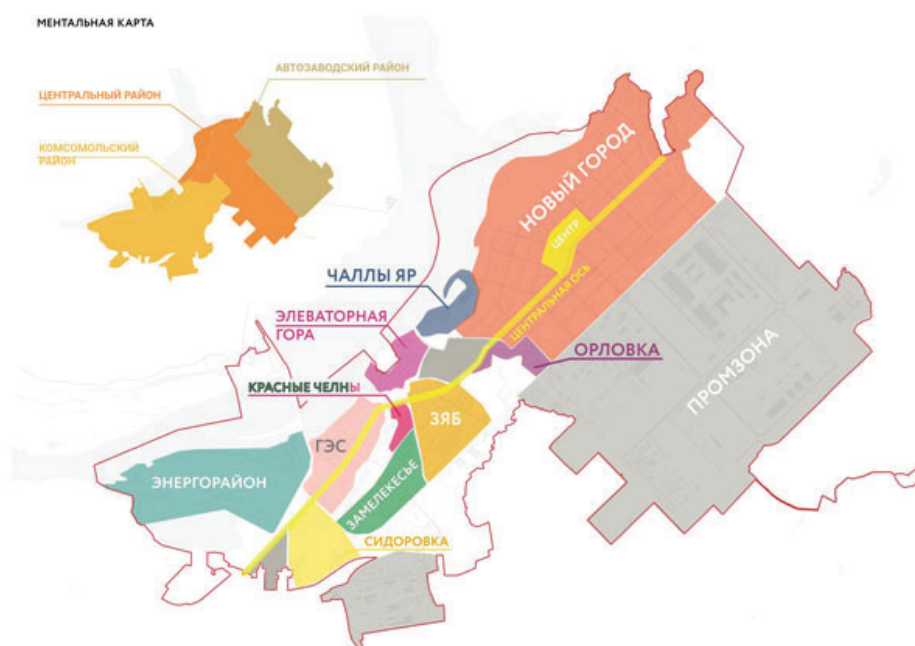 МЕНТАЛЬНАЯ КАРТА
АВТОЗАВОДСКИЙ РАЙОН
ЦЕНТРАЛЬНЫЙ РАЙОН
КОМСОМОЛЬСКИЙ
РАЙОН
НОВЫЙ ГОРОД
ЦЕНТР
ЧАЛЛЫ ЯР
ЦЕНТРАЛЬНАЯ ОСЬ
ЭЛЕВАТОРНАЯ
ГОРА
ОРЛОВКА
ПРОМЗОНА
КРАСНЫЕ ЧЕЛНЫ
ЗЯБ
ГЭС
ЭНЕРГОРАЙОН
ЗАМЕЛЕКЕСЬЕ
СИДОРОВКА